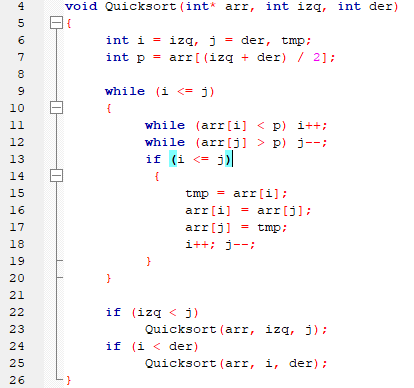 4 void Quicksort(int* arr, int izq, int der)
5 {
6 int i = izq, j = der, tmp;
7 int p = arr[(izq + der) / 2];
8
9 while (i <= j)
10 {
11 while (arr[i] < p) i++;
12 while (arr[j] > p) j--;
13 if (i <= j)
14 {
15 tmp = arr[i];
16 arr[i] = arr[j];
17 arr[j] = tmp;
18 i++; j--;
19 }
20 }
21
22 if (izq < j)
23 Quicksort(arr, izq, j);
24 if (i < der)
25 Quicksort(arr, i, der);
26 }